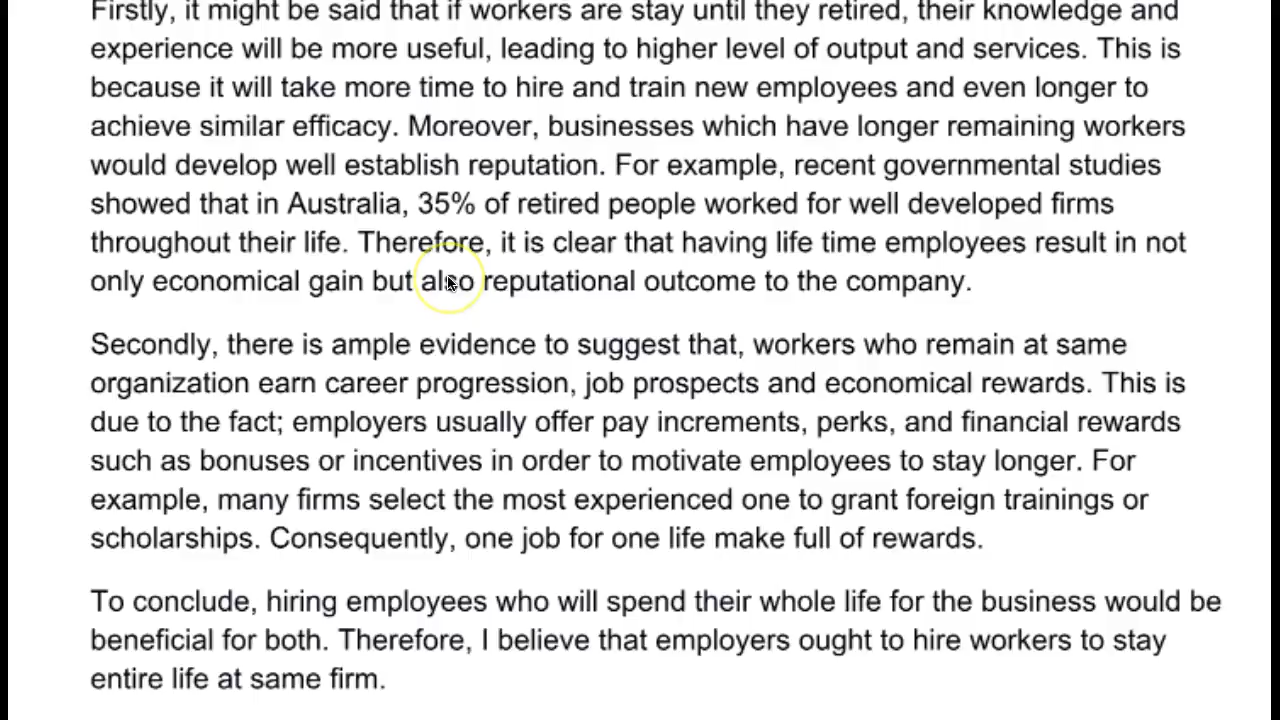 Firstly, it might be said that if workers are stay until they retired, their knowledge and
experience will be more useful, leading to higher level of output and services. This is
because it will take more time to hire and train new employees and even longer to
achieve similar efficacy. Moreover, businesses which have longer remaining workers
would develop well establish reputation. For example, recent governmental studies
showed that in Australia, 35% of retired people worked for well developed firms
throughout their life. Therefore, it is clear that having life time employees result in not
only economical gain but also reputational outcome to the company.
Secondly, there is ample evidence to suggest that, workers who remain at same
organization earn career progression, job prospects and economical rewards. This is
due to the fact; employers usually offer pay increments, perks, and financial rewards
such as bonuses or incentives in order to motivate employees to stay longer. For
example, many firms select the most experienced one to grant foreign trainings or
scholarships. Consequently, one job for one life make full of rewards.
To conclude, hiring employees who will spend their whole life for the business would be
beneficial for both. Therefore, I believe that employers ought to hire workers to stay
entire life at same firm.